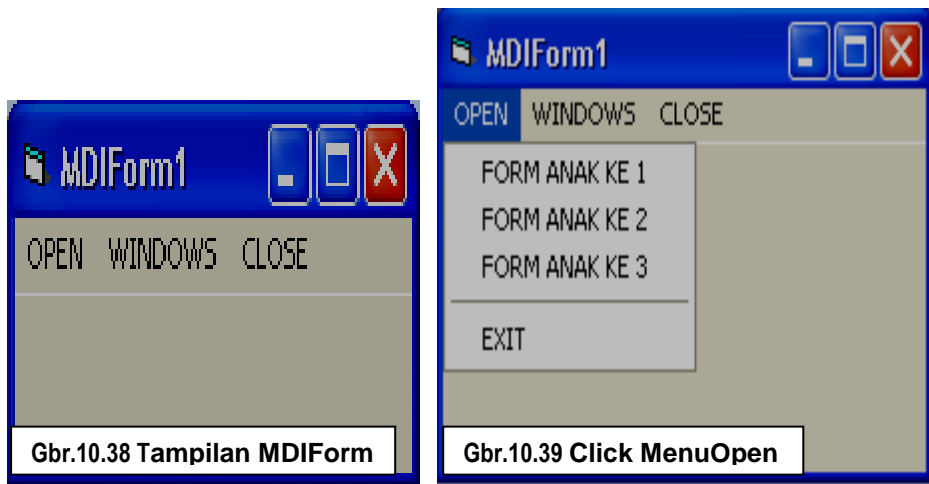 MDIForm1
OPEN WINDOWS CLOSE
Gbr.10.38 Tampilan MDIForm
MDIForm1
OPEN WINDOWS CLOSE
FORM ANAK KE 1
FORM ANAK KE 2
FORM ANAK KE 3
EXIT
Gbr.10.39 Click MenuOpen